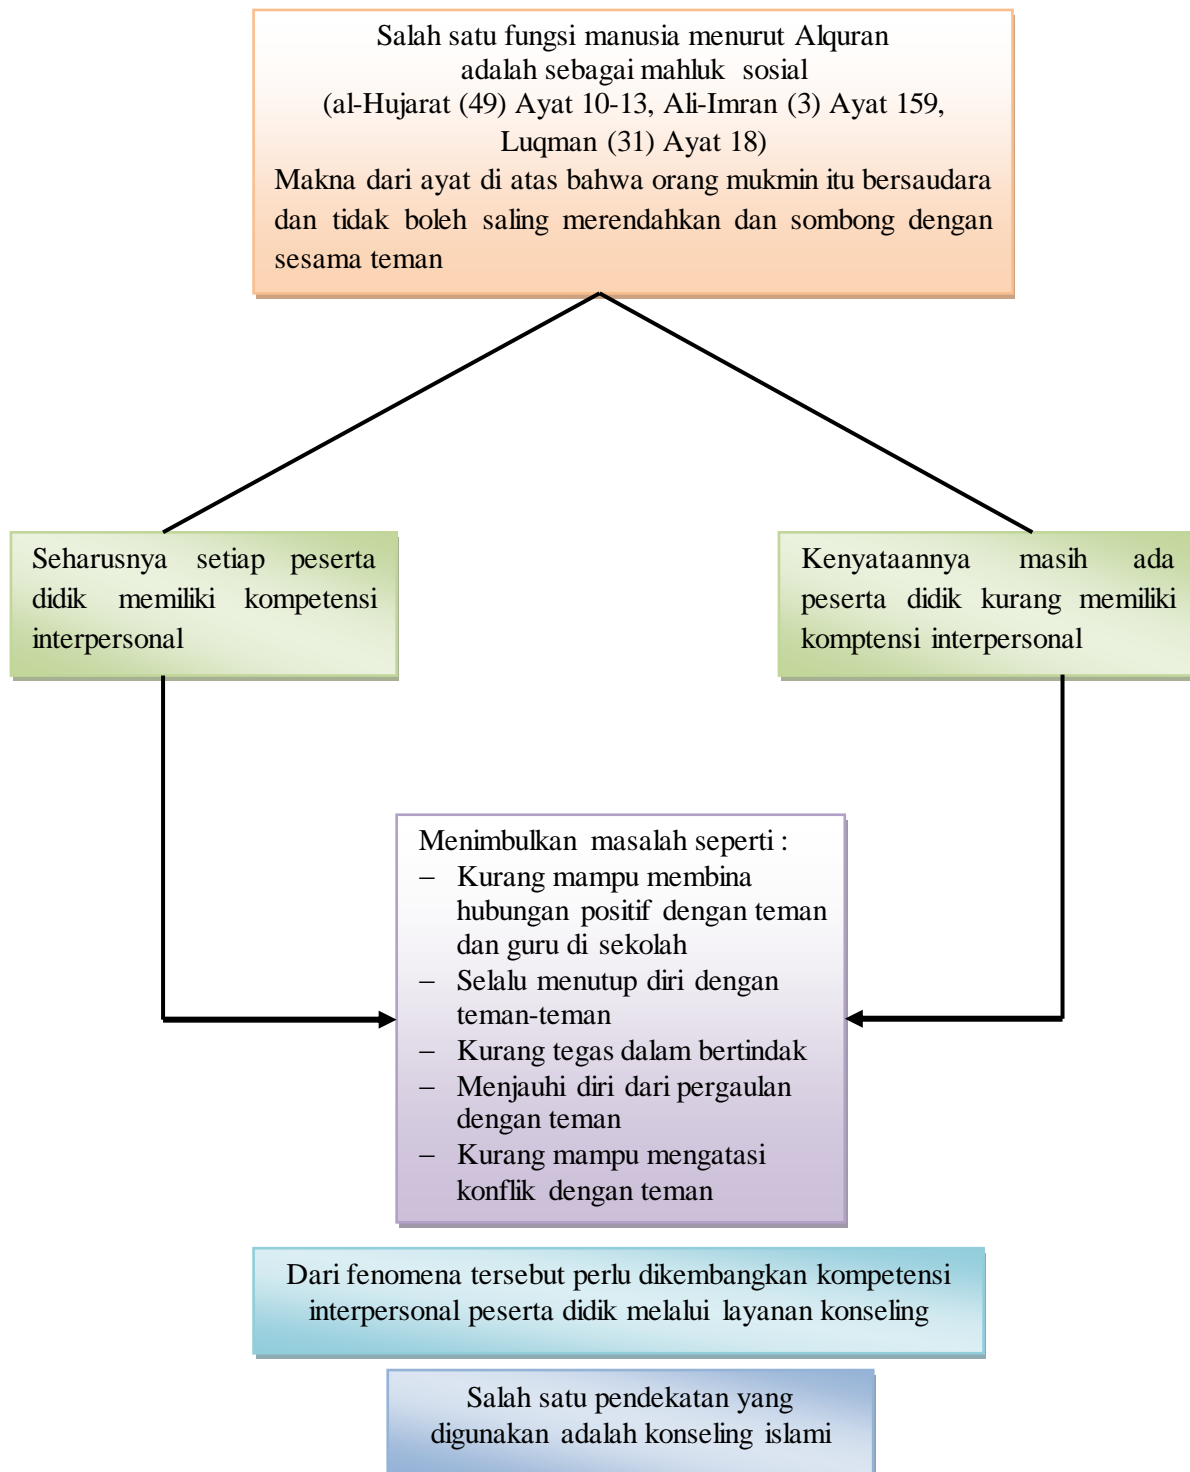 Salah satu fungsi manusia menurut Alquran
adalah sebagai mahluk sosial
(al-Hujarat (49) Ayat 10-13, Ali-Imran (3) Ayat 159,
Luqman (31) Ayat 18)
Makna dari ayat di atas bahwa orang mukmin itu bersaudara
dan tidak boleh saling merendahkan dan sombong dengan
sesama teman
Seharusnya setiap peserta
didik memiliki kompetensi
interpersonal
Kenyataannya masih ada
peserta didik kurang memiliki
komptensi interpersonal
Menimbulkan masalah seperti :
– Kurang mampu membina
hubungan positif dengan teman
dan guru di sekolah
– Selalu menutup diri dengan
teman-teman
– Kurang tegas dalam bertindak
– Menjauhi diri dari pergaulan
dengan teman
– Kurang mampu mengatasi
konflik dengan teman
Dari fenomena tersebut perlu dikembangkan kompetensi
interpersonal peserta didik melalui layanan konseling
Salah satu pendekatan yang
digunakan adalah konseling islami